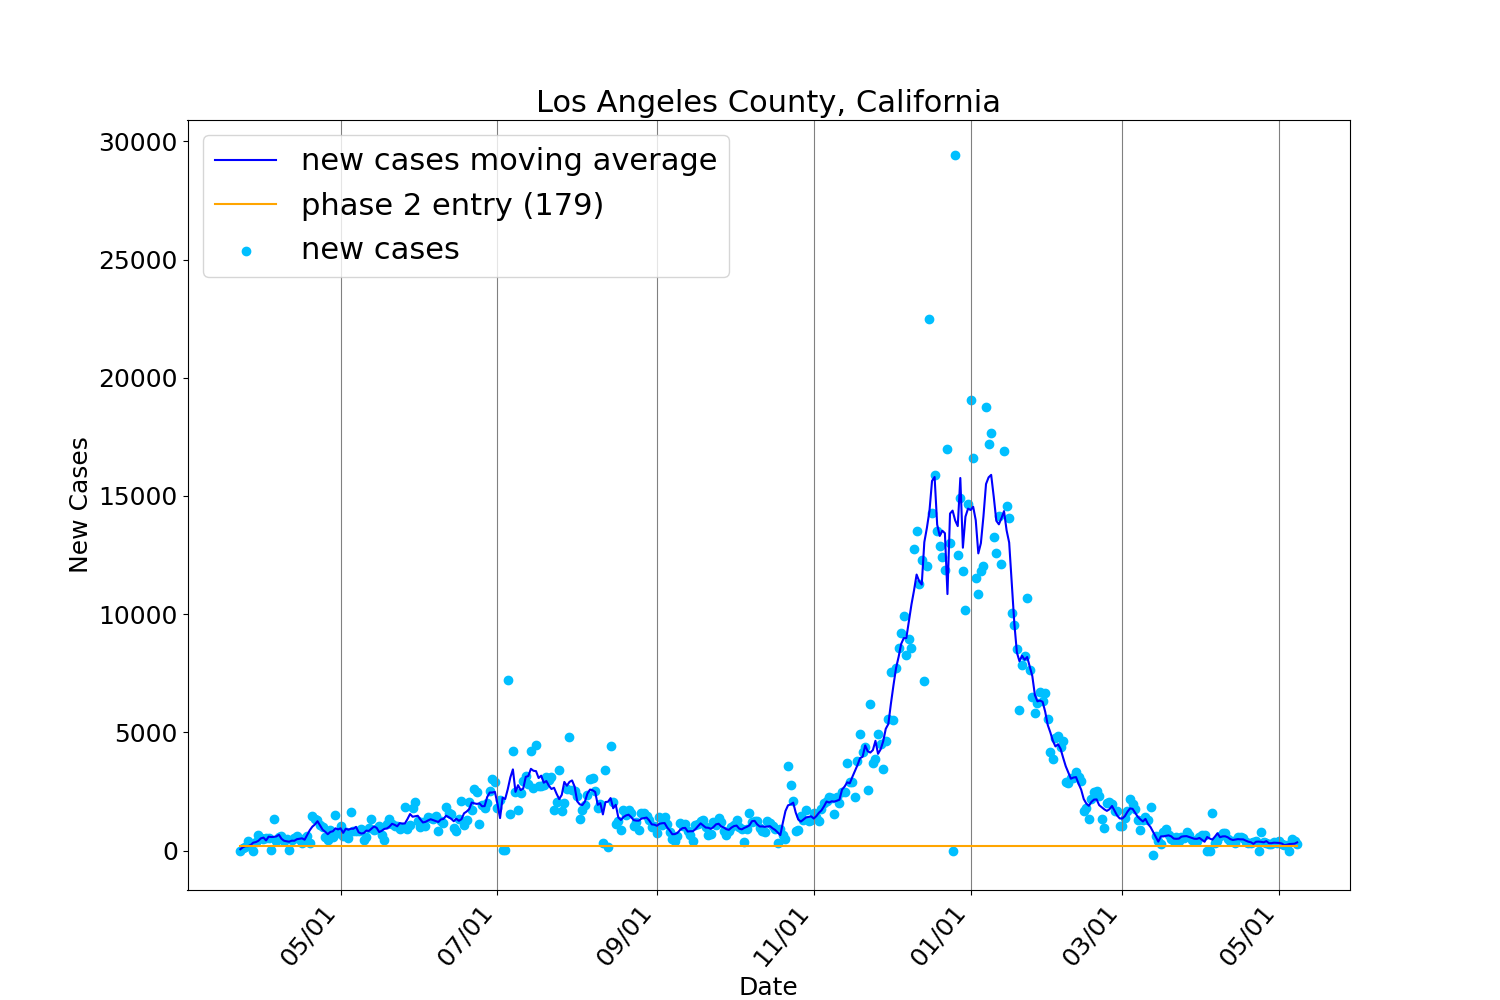 Los Angeles County, California
30000
25000
20000
15000
10000
5000
0
New Cases
new cases moving average
phase 2 entry (179)
new cases
05/01
07/01
09/01
11/01
01/01
03/01
05/01
Date